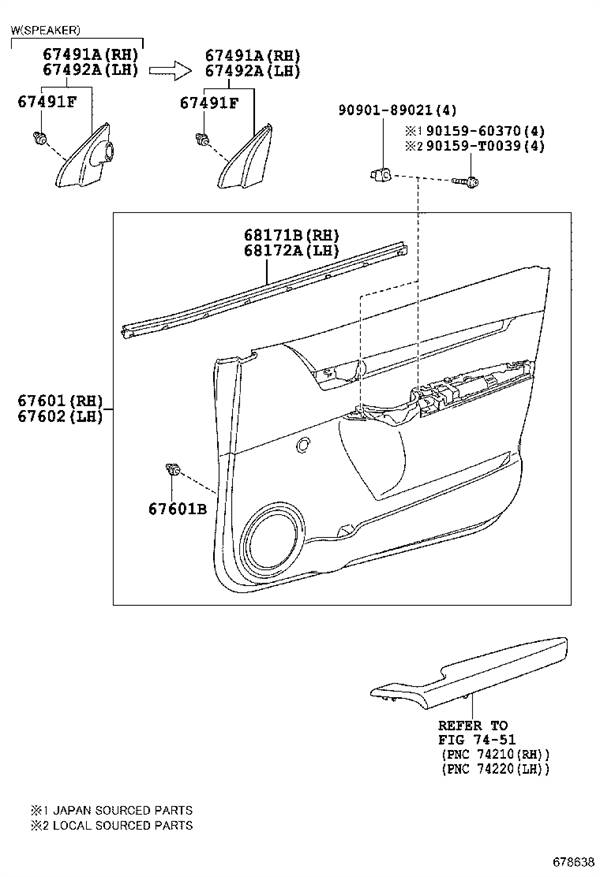 W(SPEAKER)
67491A(RH)
67492A(LH)
67491F
67491A(RH)
67492A(LH)
67491F
90901-89021(4)
※1 90159-60370(4)
※2 90159-T0039(4)
68171B(RH)
68172A(LH)
67601(RH)
67602(LH)
67601B
REFER TO
FIG 74-51
(PNC 74210(RH))
(PNC 74220(LH))
※1 JAPAN SOURCED PARTS
※2 LOCAL SOURCED PARTS
678638